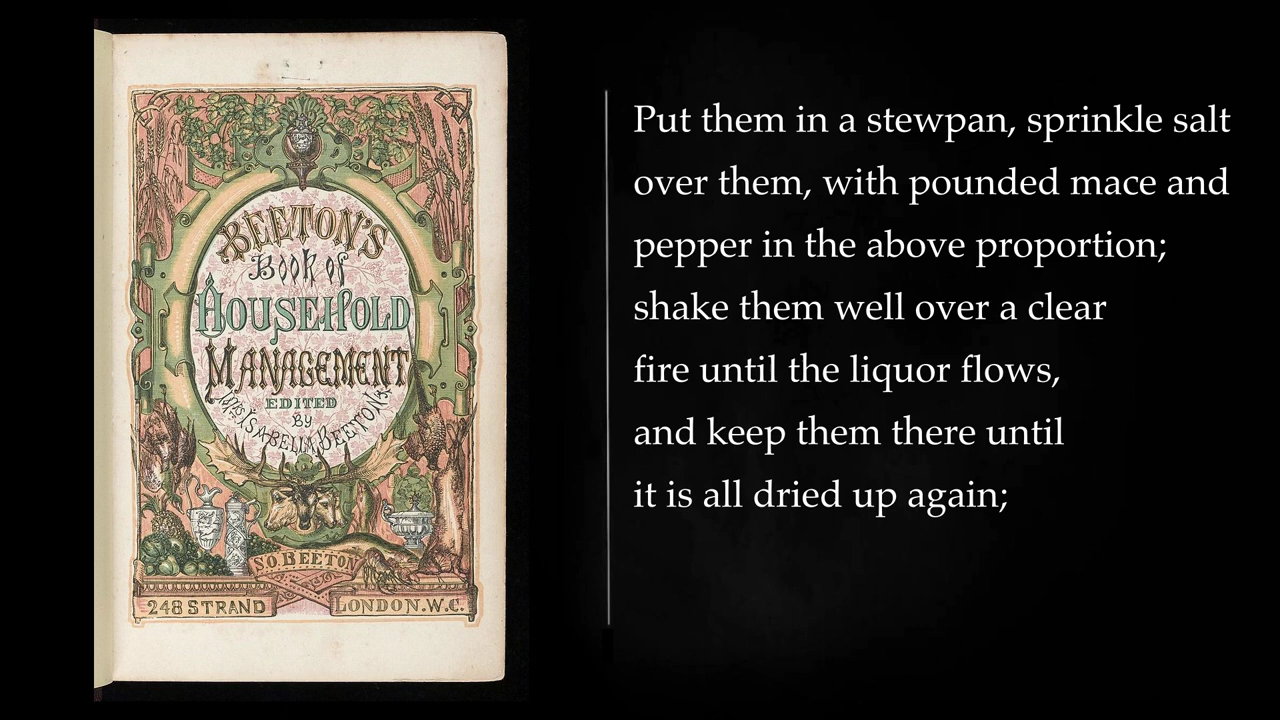 BEETON'S
Book of
HOUSEHOLD
MANAGEMENT
EDITED
BY
MRS ISABELLA BEETON
S.O. BEETON
248 STRAND
LONDON. W.C.
Put them in a stewpan, sprinkle salt
over them, with pounded mace and
pepper in the above proportion;
shake them well over a clear
fire until the liquor flows,
and keep them there until
it is all dried up again;